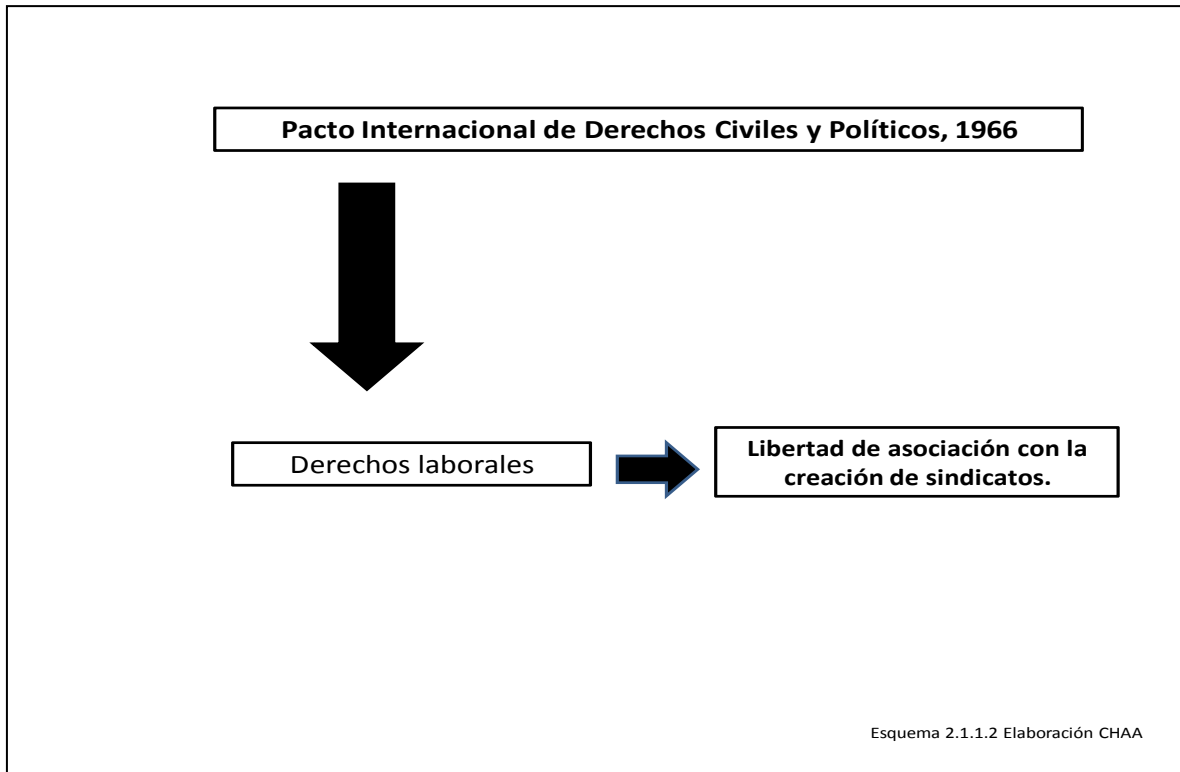 Pacto Internacional de Derechos Civiles y Políticos, 1966
Derechos laborales
Libertad de asociación con la
creación de sindicatos.
Esquema 2.1.1.2 Elaboración CHAA